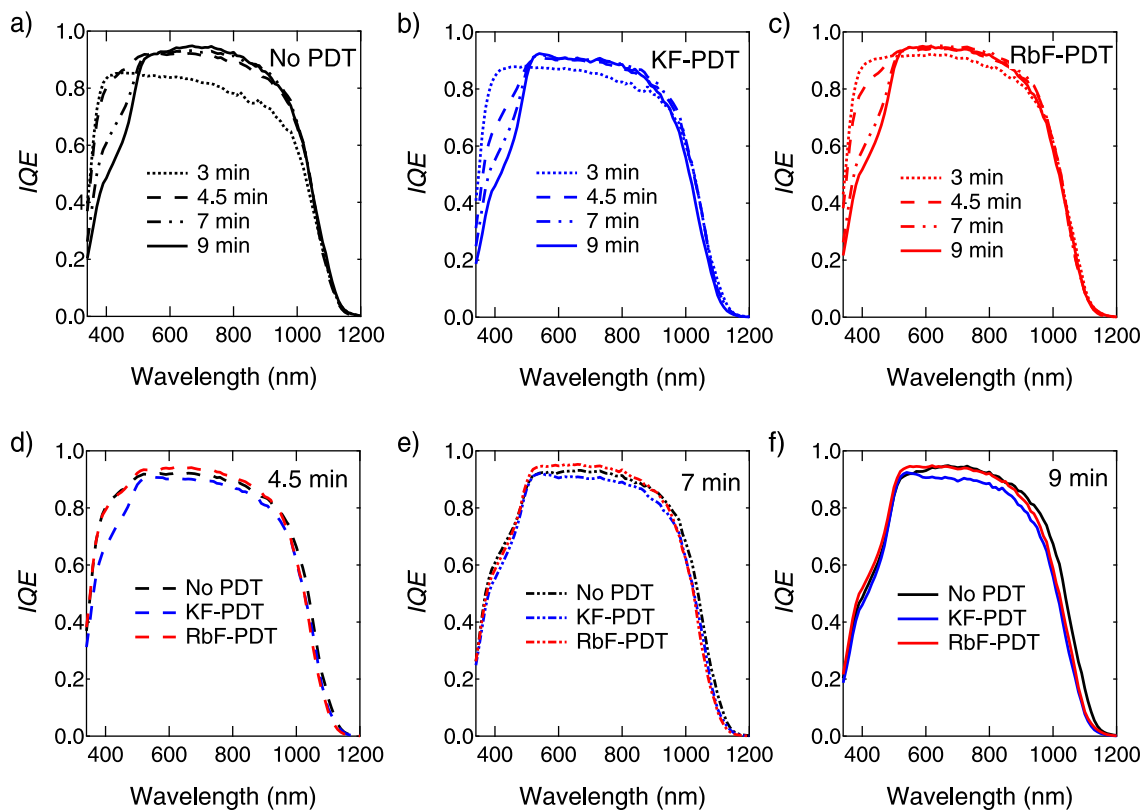 a)
No PDT
1.0
0.8
0.6
0.4
0.2
0.0
IQE
3 min
4.5 min
7 min
9 min
400 600 800 1000 1200
Wavelength (nm)
b)
KF-PDT
1.0
0.8
0.6
0.4
0.2
0.0
IQE
3 min
4.5 min
7 min
9 min
400 600 800 1000 1200
Wavelength (nm)
c)
RbF-PDT
1.0
0.8
0.6
0.4
0.2
0.0
IQE
3 min
4.5 min
7 min
9 min
400 600 800 1000 1200
Wavelength (nm)
d)
4.5 min
1.0
0.8
0.6
0.4
0.2
0.0
IQE
No PDT
KF-PDT
RbF-PDT
400 600 800 1000 1200
Wavelength (nm)
e)
7 min
1.0
0.8
0.6
0.4
0.2
0.0
IQE
No PDT
KF-PDT
RbF-PDT
400 600 800 1000 1200
Wavelength (nm)
f)
9 min
1.0
0.8
0.6
0.4
0.2
0.0
IQE
No PDT
KF-PDT
RbF-PDT
400 600 800 1000 1200
Wavelength (nm)